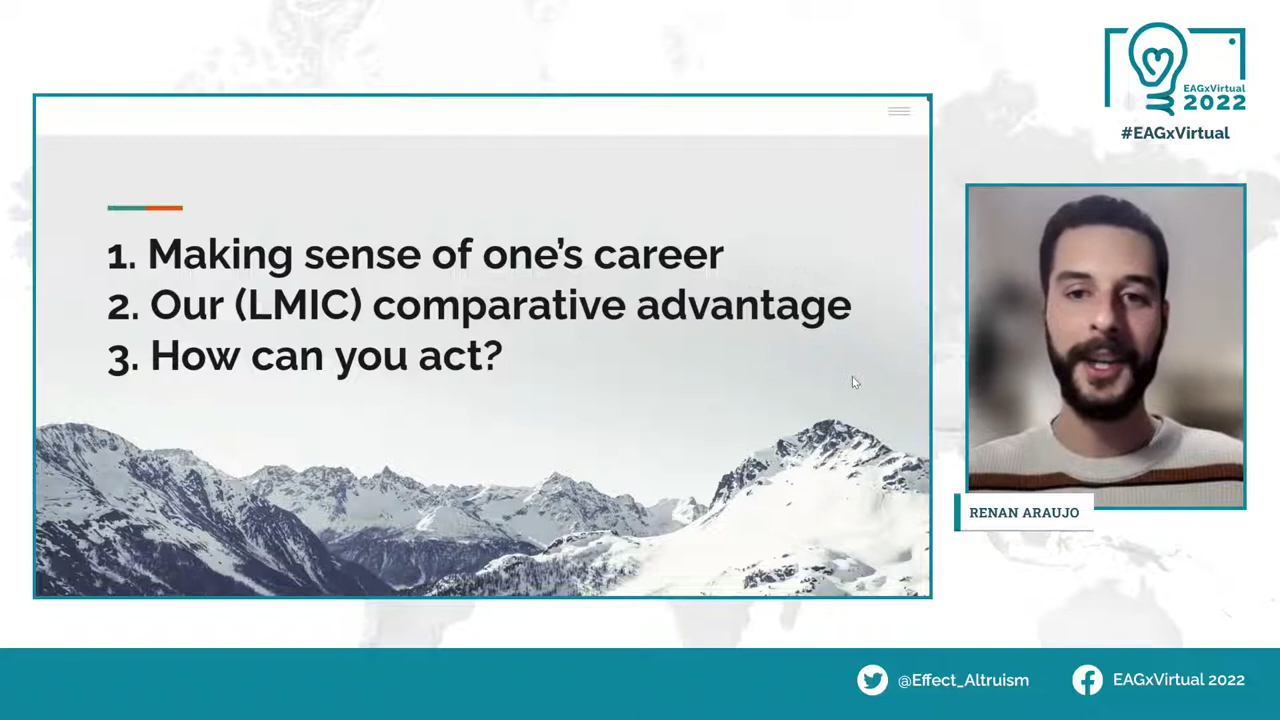 EAGxVirtual
2022
#EAGxVirtual
1. Making sense of one’s career
2. Our (LMIC) comparative advantage
3. How can you act?
RENAN ARAUJO
@Effect_Altruism
EAGxVirtual 2022